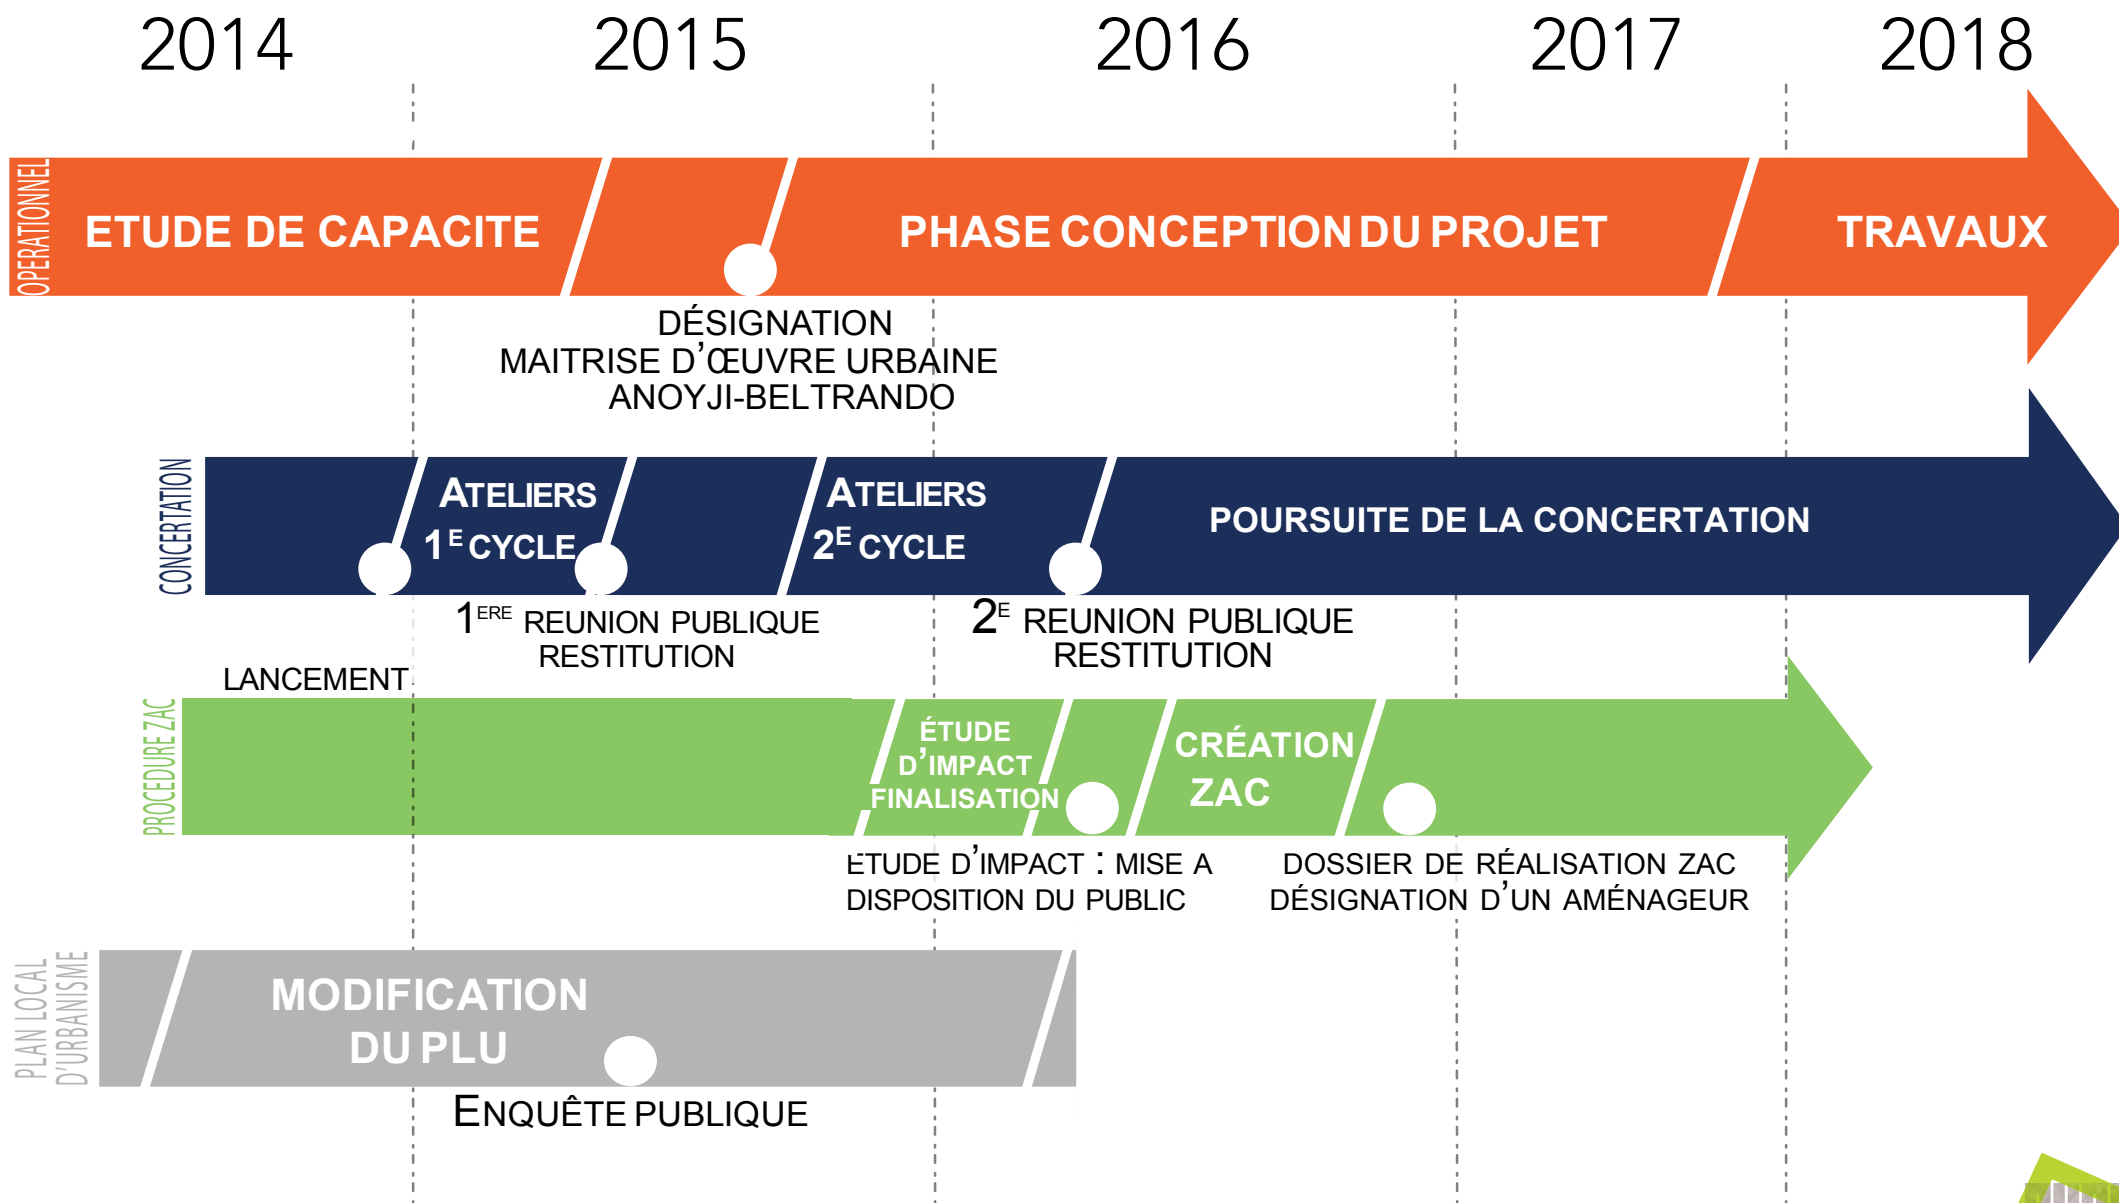 2014 2015 2016 2017 2018
OPERATIONNEL
ETUDE DE CAPACITE
PHASE CONCEPTION DU PROJET
TRAVAUX
DÉSIGNATION
MAITRISE D'ŒUVRE URBAINE
ANOYJI-BELTRANDO
CONCERTATION
ATELIERS
1E CYCLE
ATELIERS
2E CYCLE
POURSUITE DE LA CONCERTATION
LANCEMENT
1ERE REUNION PUBLIQUE
RESTITUTION
2E REUNION PUBLIQUE
RESTITUTION
PROCEDURE ZAC
ÉTUDE
D'IMPACT
FINALISATION
CRÉATION
ZAC
ETUDE D'IMPACT : MISE A
DISPOSITION DU PUBLIC
DOSSIER DE RÉALISATION ZAC
DÉSIGNATION D'UN AMÉNAGEUR
PLAN LOCAL
D'URBANISME
MODIFICATION
DU PLU
ENQUÊTE PUBLIQUE